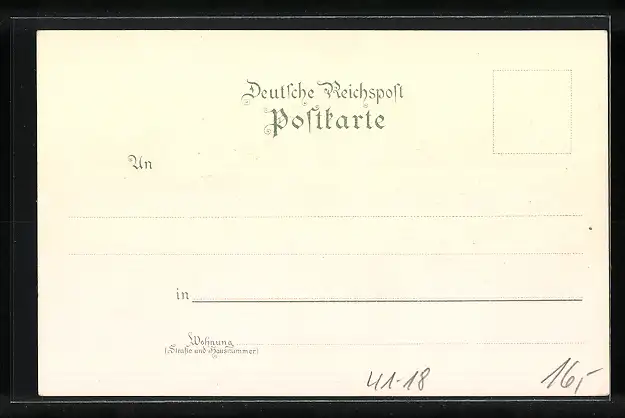 Deutſche Reichspoſt
Poſtkarte
An
in
Wohnung
(Straße und Hausnummer)
41-18
16,-